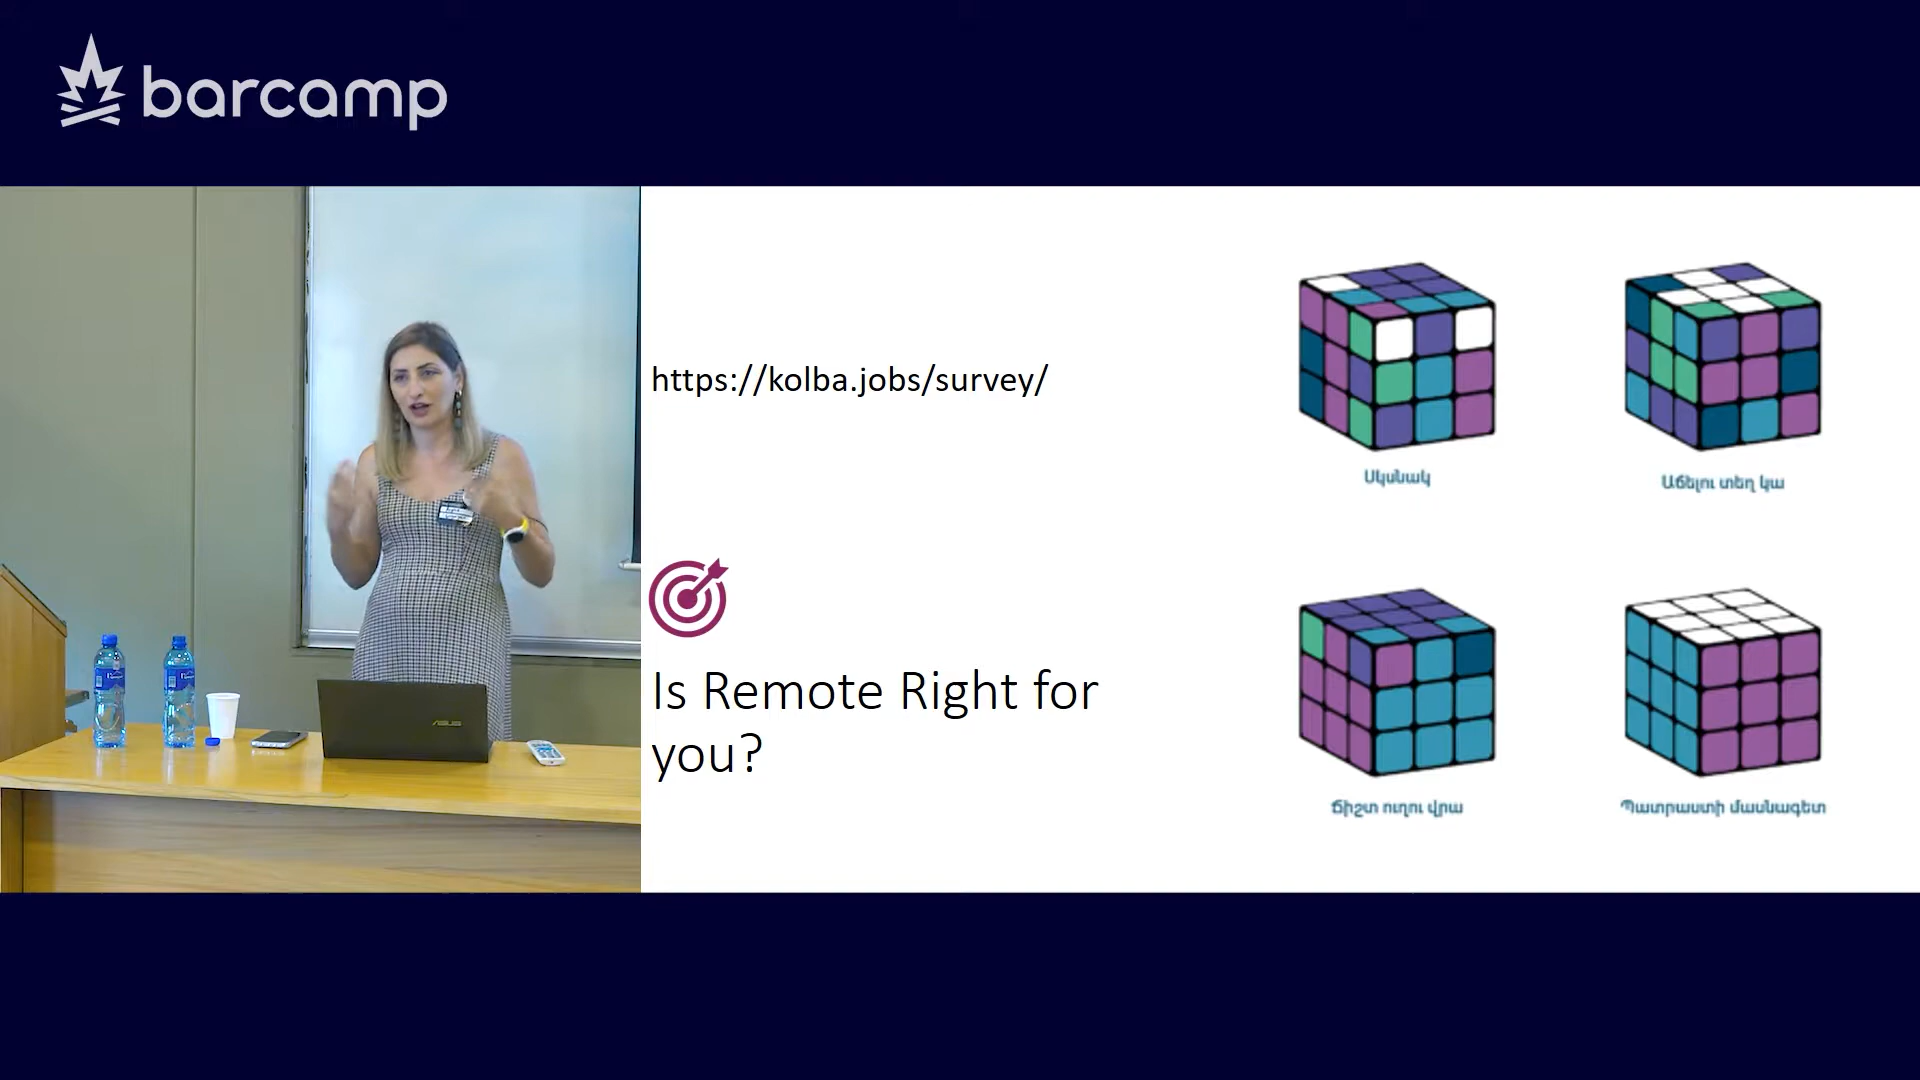 barcamp
https://kolba.jobs/survey/
Is Remote Right for
you?
Սկսնակ
Աճելու տեղ կա
Ճիշտ ուղու վրա
Պատրաստի մասնագետ
ASUS